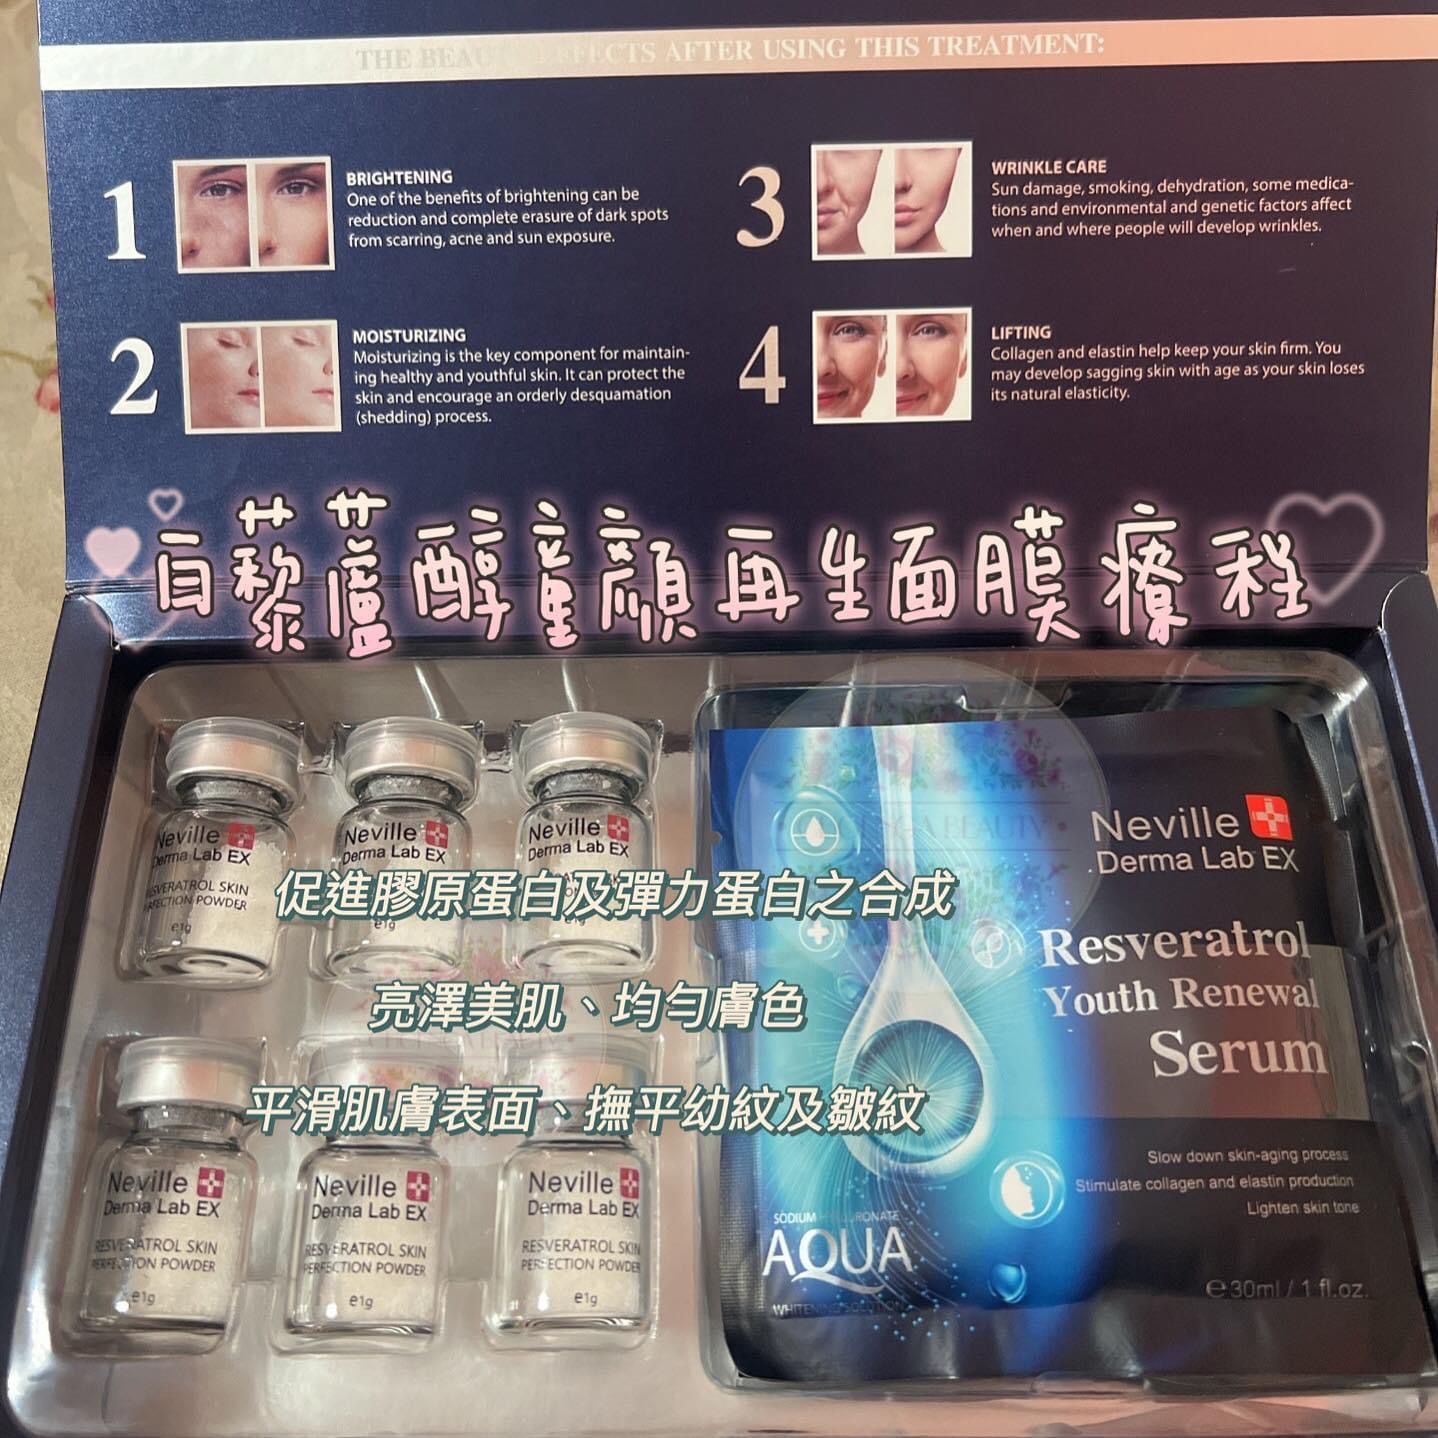 THE BEAUTY EFFECTS AFTER USING THIS TREATMENT:
1
BRIGHTENING
One of the benefits of brightening can be
reduction and complete erasure of dark spots
from scarring, acne and sun exposure.
2
MOISTURIZING
Moisturizing is the key component for maintain-
ing healthy and youthful skin. It can protect the
skin and encourage an orderly desquamation
(shedding) process.
3
WRINKLE CARE
Sun damage, smoking, dehydration, some medica-
tions and environmental and genetic factors affect
when and where people will develop wrinkles.
4
LIFTING
Collagen and elastin help keep your skin firm. You
may develop sagging skin with age as your skin loses
its natural elasticity.
白藜蘆醇童顏再生面膜療程
Neville
Derma Lab EX
RESVERATROL SKIN
PERFECTION POWDER
e1g
Neville
Derma Lab EX
e1g
Neville
Derma Lab EX
e1g
促進膠原蛋白及彈力蛋白之合成
亮澤美肌、均勻膚色
平滑肌膚表面、撫平幼紋及皺紋
Neville
Derma Lab EX
RESVERATROL SKIN
PERFECTION POWDER
e1g
Neville
Derma Lab EX
RESVERATROL SKIN
PERFECTION POWDER
e1g
Neville
Derma Lab EX
RESVERATROL SKIN
PERFECTION POWDER
e1g
Neville
Derma Lab EX
Resveratrol
Youth Renewal
Serum
Slow down skin-aging process
Stimulate collagen and elastin production
Lighten skin tone
SODIUM HYALURONATE
AQUA
WHITENING SOLUTION
e 30ml / 1 fl.oz.